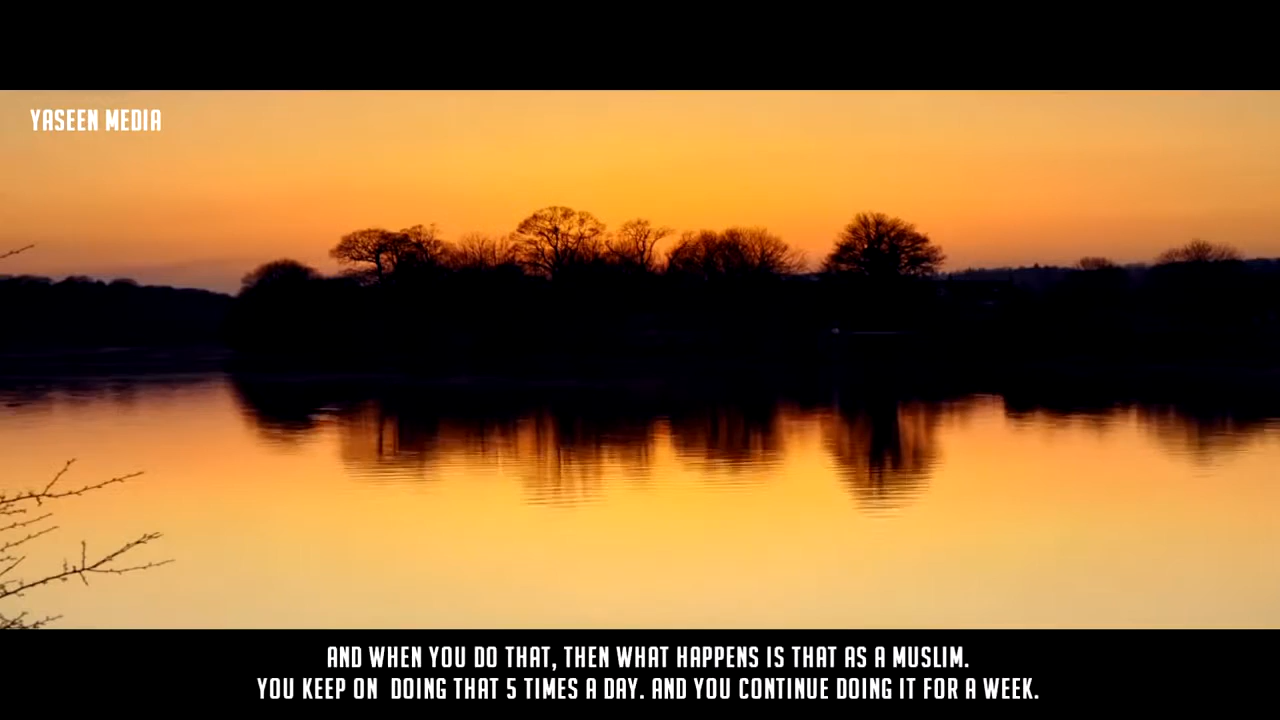 YASEEN MEDIA
AND WHEN YOU DO THAT, THEN WHAT HAPPENS IS THAT AS A MUSLIM.
YOU KEEP ON DOING THAT 5 TIMES A DAY. AND YOU CONTINUE DOING IT FOR A WEEK.